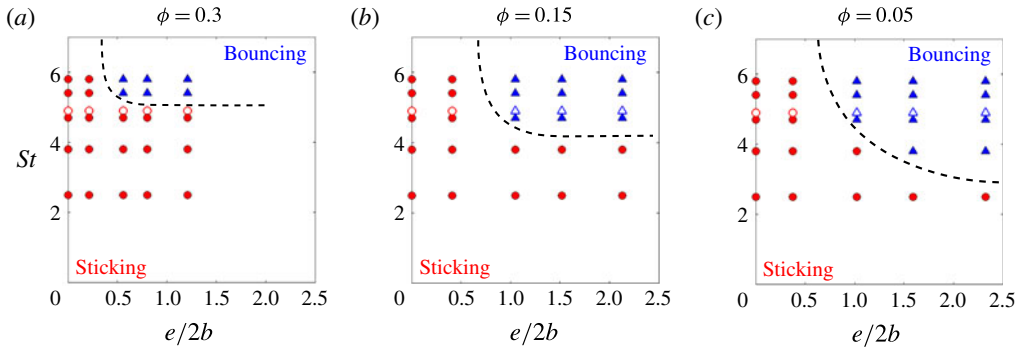 (a) ϕ = 0.3
Bouncing
6
4
St
2
Sticking
0 0.5 1.0 1.5 2.0 2.5
e/2b
(b) ϕ = 0.15
Bouncing
6
4
2
Sticking
0 0.5 1.0 1.5 2.0 2.5
e/2b
(c) ϕ = 0.05
Bouncing
6
4
2
Sticking
0 0.5 1.0 1.5 2.0 2.5
e/2b